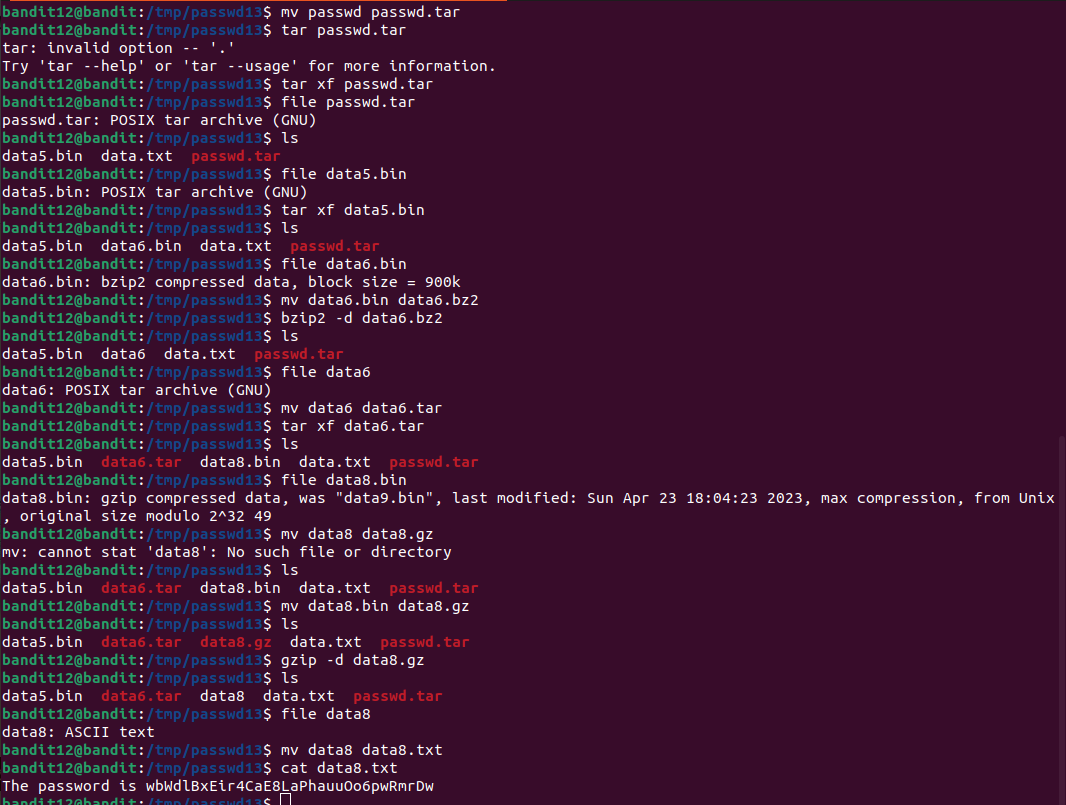 bandit12@bandit:/tmp/passwd13$ mv passwd passwd.tar
bandit12@bandit:/tmp/passwd13$ tar passwd.tar
tar: invalid option -- '.'
Try 'tar --help' or 'tar --usage' for more information.
bandit12@bandit:/tmp/passwd13$ tar xf passwd.tar
bandit12@bandit:/tmp/passwd13$ file passwd.tar
passwd.tar: POSIX tar archive (GNU)
bandit12@bandit:/tmp/passwd13$ ls
data5.bin  data.txt  passwd.tar
bandit12@bandit:/tmp/passwd13$ file data5.bin
data5.bin: POSIX tar archive (GNU)
bandit12@bandit:/tmp/passwd13$ tar xf data5.bin
bandit12@bandit:/tmp/passwd13$ ls
data5.bin  data6.bin  data.txt  passwd.tar
bandit12@bandit:/tmp/passwd13$ file data6.bin
data6.bin: bzip2 compressed data, block size = 900k
bandit12@bandit:/tmp/passwd13$ mv data6.bin data6.bz2
bandit12@bandit:/tmp/passwd13$ bzip2 -d data6.bz2
bandit12@bandit:/tmp/passwd13$ ls
data5.bin  data6  data.txt  passwd.tar
bandit12@bandit:/tmp/passwd13$ file data6
data6: POSIX tar archive (GNU)
bandit12@bandit:/tmp/passwd13$ mv data6 data6.tar
bandit12@bandit:/tmp/passwd13$ tar xf data6.tar
bandit12@bandit:/tmp/passwd13$ ls
data5.bin  data6.tar  data8.bin  data.txt  passwd.tar
bandit12@bandit:/tmp/passwd13$ file data8.bin
data8.bin: gzip compressed data, was "data9.bin", last modified: Sun Apr 23 18:04:23 2023, max compression, from Unix
, original size modulo 2^32 49
bandit12@bandit:/tmp/passwd13$ mv data8 data8.gz
mv: cannot stat 'data8': No such file or directory
bandit12@bandit:/tmp/passwd13$ ls
data5.bin  data6.tar  data8.bin  data.txt  passwd.tar
bandit12@bandit:/tmp/passwd13$ mv data8.bin data8.gz
bandit12@bandit:/tmp/passwd13$ ls
data5.bin  data6.tar  data8.gz  data.txt  passwd.tar
bandit12@bandit:/tmp/passwd13$ gzip -d data8.gz
bandit12@bandit:/tmp/passwd13$ ls
data5.bin  data6.tar  data8  data.txt  passwd.tar
bandit12@bandit:/tmp/passwd13$ file data8
data8: ASCII text
bandit12@bandit:/tmp/passwd13$ mv data8 data8.txt
bandit12@bandit:/tmp/passwd13$ cat data8.txt
The password is wbWdlBxEir4CaE8LaPhauuOo6pwRmrDw
bandit12@bandit:/tmp/passwd13$